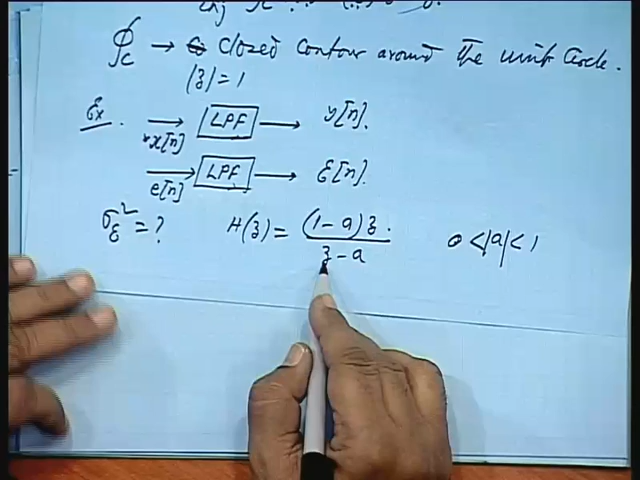 ∮c → Closed Contour around the unit Circle.
|z| = 1
Ex. x[n] → LPF → y[n].
e[n] → LPF → ε[n].
σε² = ? H(z) = (1-a)z / z-a 0 < |a| < 1